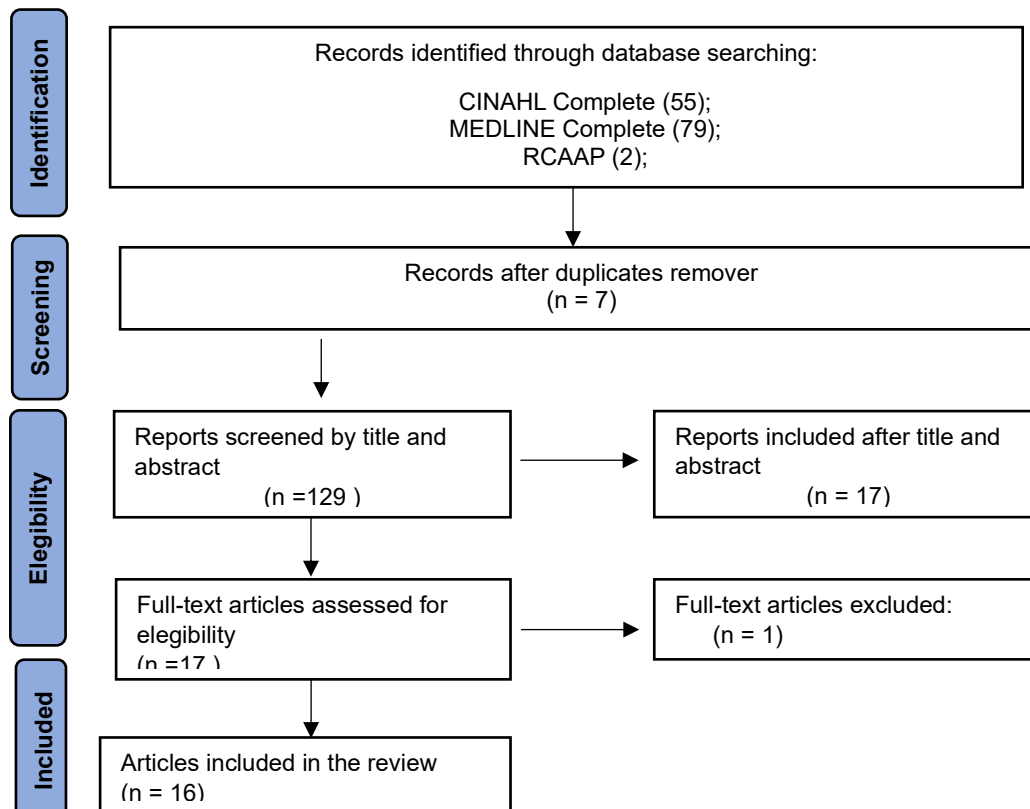 Identification
Records identified through database searching:
CINAHL Complete (55);
MEDLINE Complete (79);
RCAAP (2);
Screening
Records after duplicates remover
(n = 7)
Elegibility
Reports screened by title and
abstract
(n =129 )
Reports included after title and
abstract
(n = 17)
Full-text articles assessed for
elegibility
(n =17 )
Full-text articles excluded:
(n = 1)
Included
Articles included in the review
(n = 16)